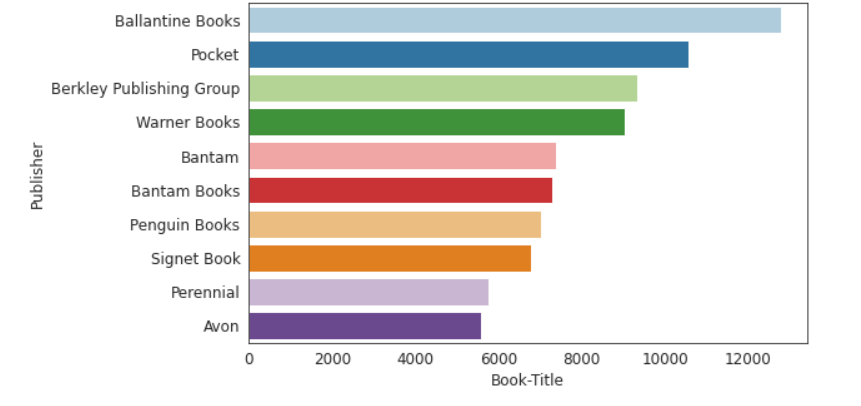 Ballantine Books
Pocket
Berkley Publishing Group
Warner Books
Bantam
Bantam Books
Penguin Books
Signet Book
Perennial
Avon
Publisher
0 2000 4000 6000 8000 10000 12000
Book-Title